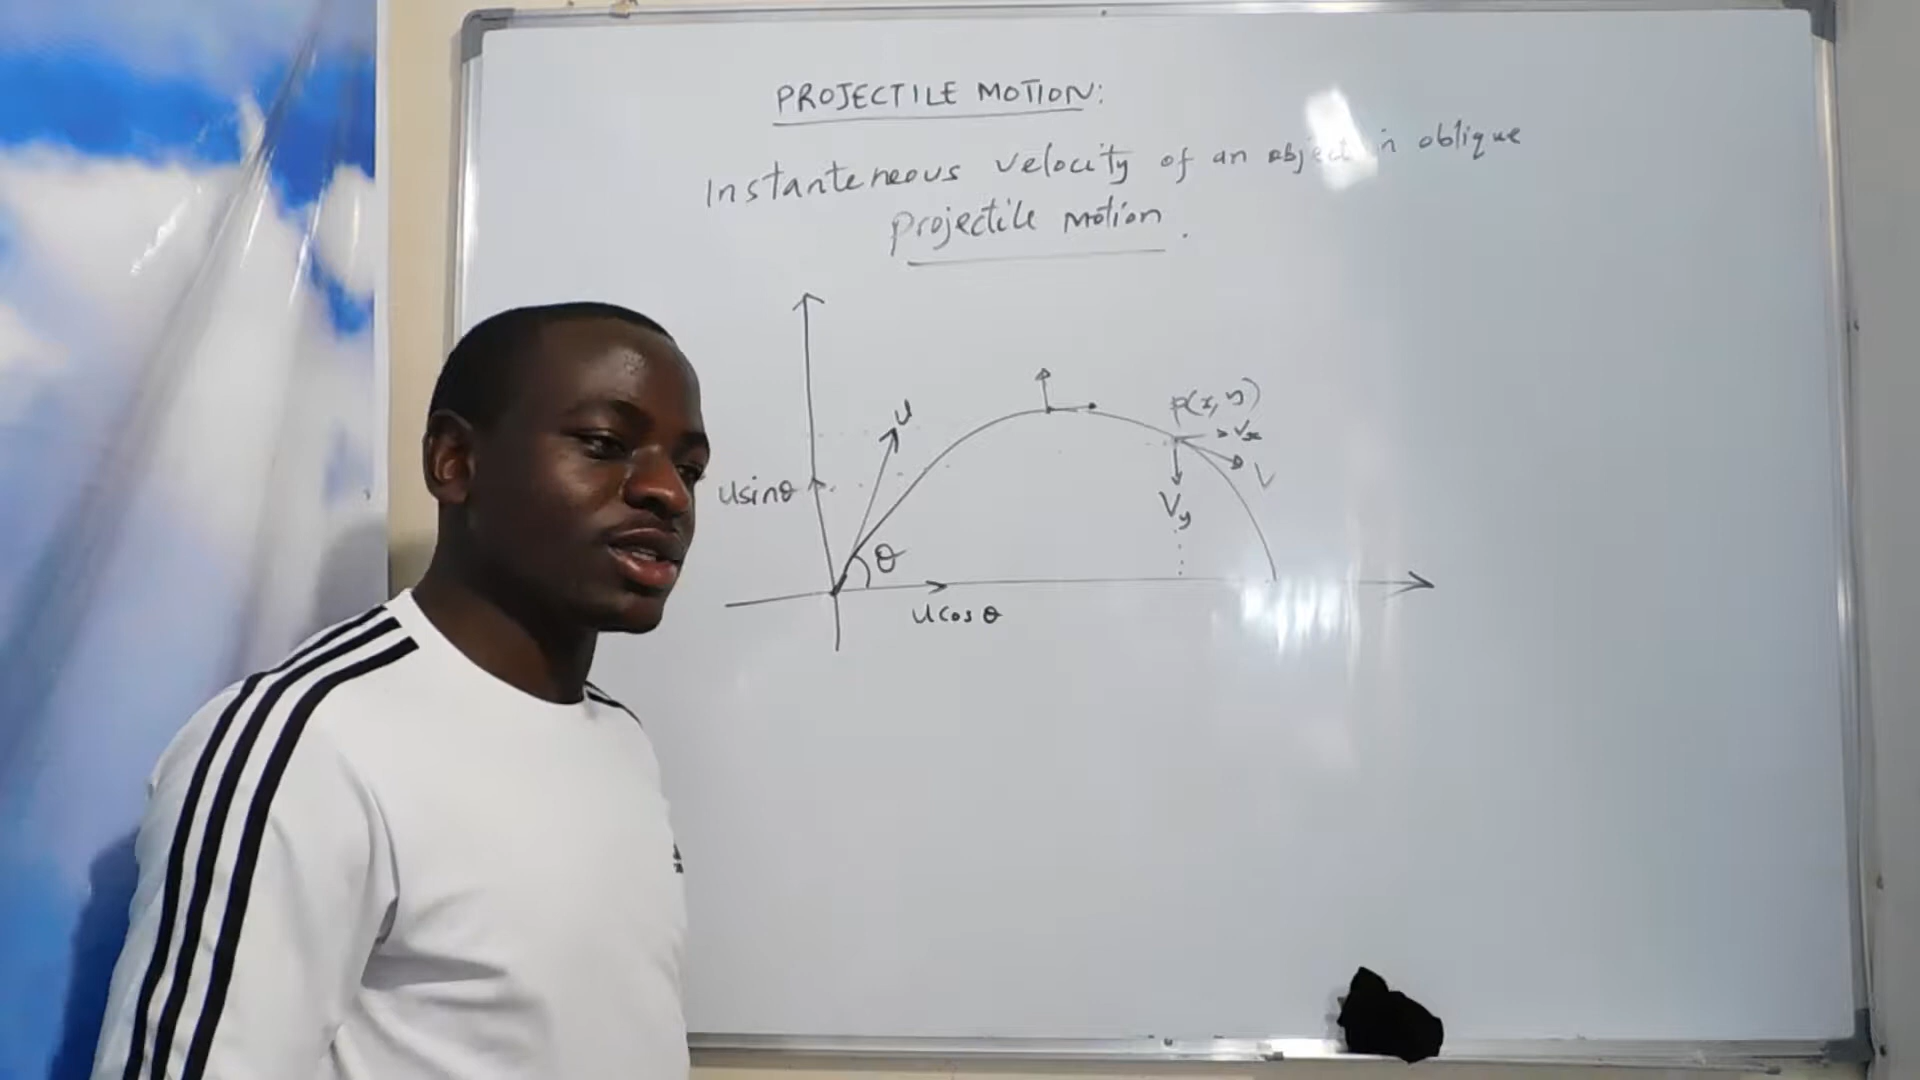 PROJECTILE MOTION:
Instanteneous velocity of an object in oblique
projectile motion.
u
P(x, y)
Vx
usinθ
V
Vy
θ
ucosθ